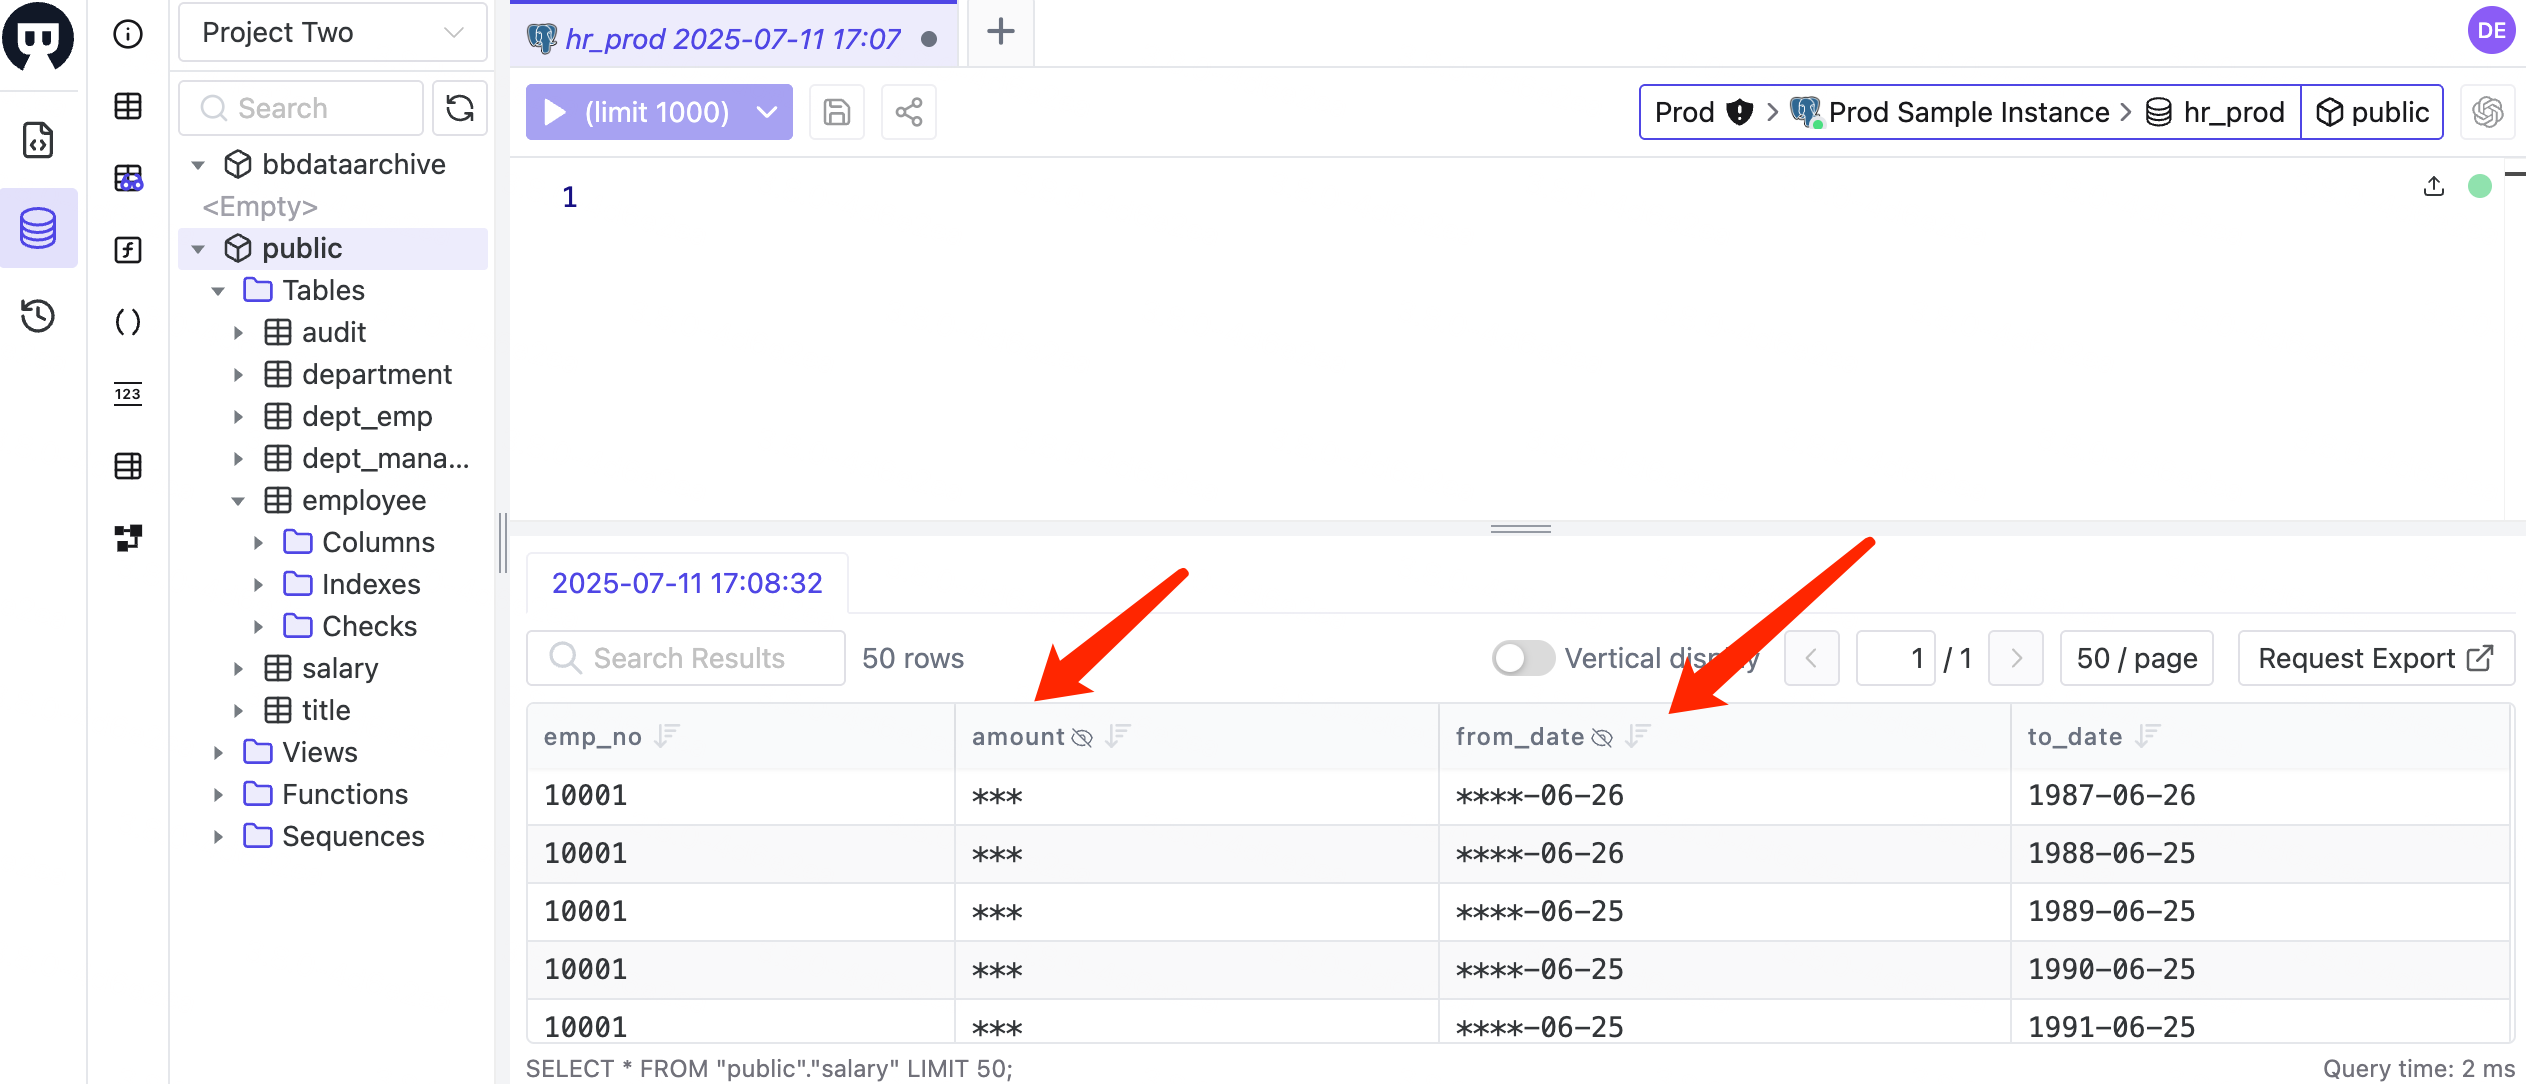 Project Two
Search
bbdataarchive
<Empty>
public
Tables
audit
department
dept_emp
dept_mana...
employee
Columns
Indexes
Checks
salary
title
Views
Functions
Sequences
123
hr_prod 2025-07-11 17:07
DE
(limit 1000)
Prod > Prod Sample Instance > hr_prod public
1
2025-07-11 17:08:32
Search Results 50 rows Vertical display 1 / 1 50 / page Request Export
emp_no amount from_date to_date
10001 *** ****-06-26 1987-06-26
10001 *** ****-06-26 1988-06-25
10001 *** ****-06-25 1989-06-25
10001 *** ****-06-25 1990-06-25
10001 *** ****-06-25 1991-06-25
SELECT * FROM "public"."salary" LIMIT 50; Query time: 2 ms